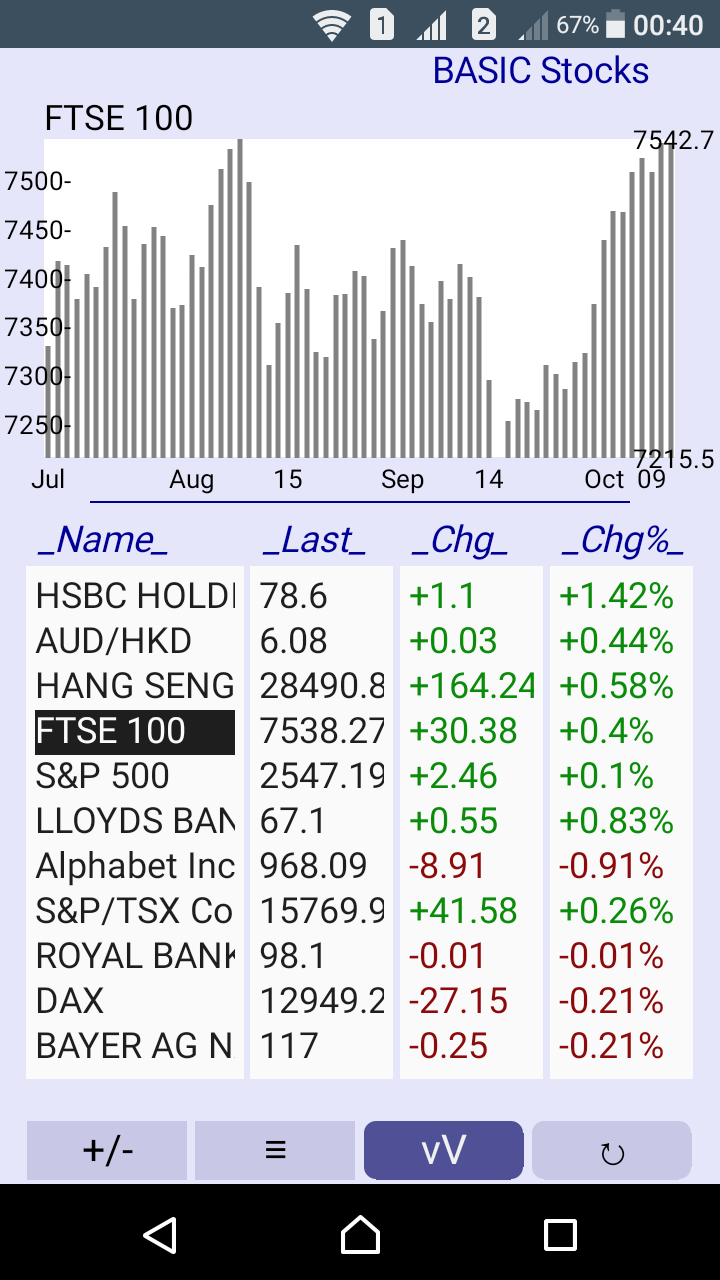 1 2 67% 00:40
BASIC Stocks
FTSE 100
7542.7
7500-
7450-
7400-
7350-
7300-
7250-
7215.5
Jul Aug 15 Sep 14 Oct 09
_Name_ _Last_ _Chg_ _Chg%_
HSBC HOLDI 78.6 +1.1 +1.42%
AUD/HKD 6.08 +0.03 +0.44%
HANG SENG 28490.8 +164.24 +0.58%
FTSE 100 7538.27 +30.38 +0.4%
S&P 500 2547.19 +2.46 +0.1%
LLOYDS BAN 67.1 +0.55 +0.83%
Alphabet Inc 968.09 -8.91 -0.91%
S&P/TSX Co 15769.9 +41.58 +0.26%
ROYAL BANK 98.1 -0.01 -0.01%
DAX 12949.2 -27.15 -0.21%
BAYER AG N 117 -0.25 -0.21%
+/- ≡ vV ↻